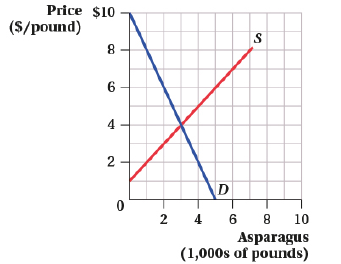 Price $10
($/pound)
S
8
6
4
2
D
0
2 4 6 8 10
Asparagus
(1,000s of pounds)